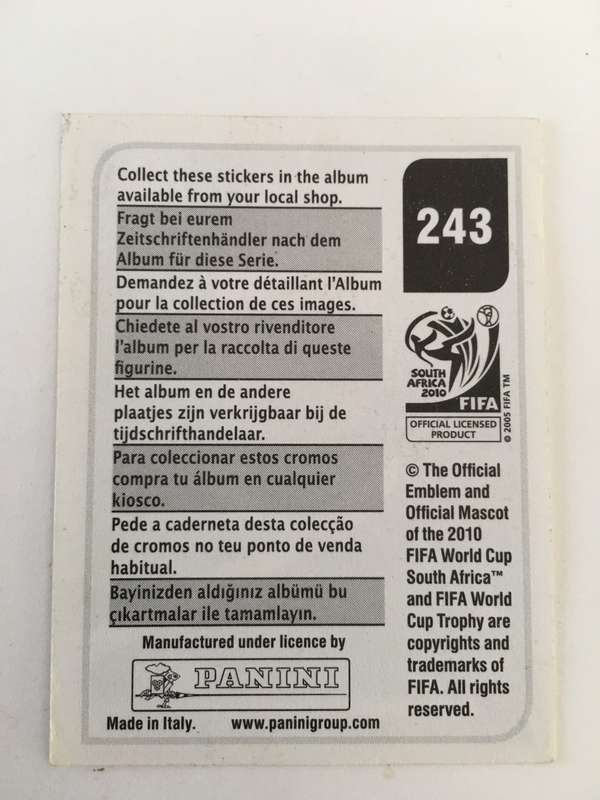 Collect these stickers in the album
available from your local shop.
Fragt bei eurem
Zeitschriftenhändler nach dem
Album für diese Serie.
Demandez à votre détaillant l'Album
pour la collection de ces images.
Chiedete al vostro rivenditore
l'album per la raccolta di queste
figurine.
Het album en de andere
plaatjes zijn verkrijgbaar bij de
tijdschrifthandelaar.
Para coleccionar estos cromos
compra tu álbum en cualquier
kiosco.
Pede a caderneta desta colecção
de cromos no teu ponto de venda
habitual.
Bayinizden aldığınız albümü bu
çıkartmalar ile tamamlayın.
Manufactured under licence by
PANINI
Made in Italy. www.paninigroup.com
243
SOUTH
AFRICA
2010
FIFA
OFFICIAL LICENSED
PRODUCT
© 2005 FIFA TM
© The Official
Emblem and
Official Mascot
of the 2010
FIFA World Cup
South Africa™
and FIFA World
Cup Trophy are
copyrights and
trademarks of
FIFA. All rights
reserved.